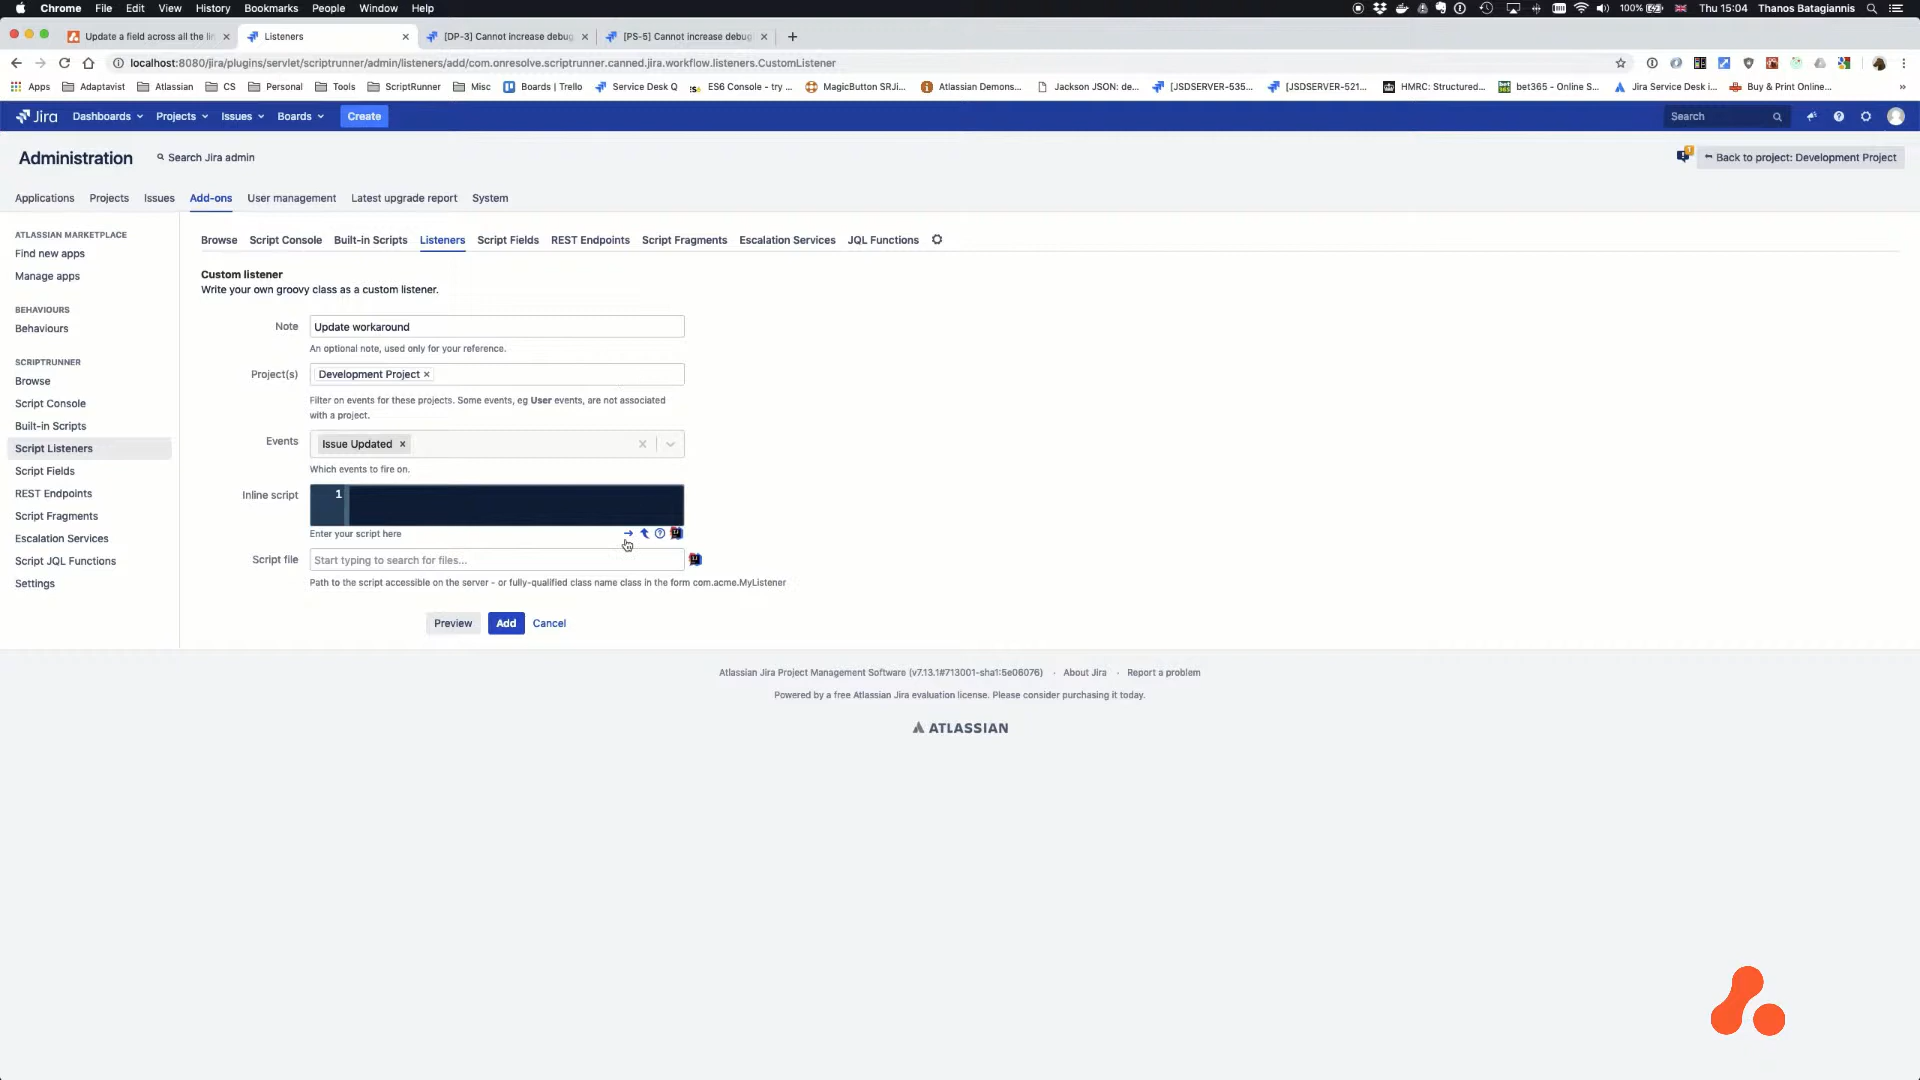 Chrome File Edit View History Bookmarks People Window Help 100% Thu 15:04 Thanos Batagiannis
Update a field across all the lin Listeners [DP-3] Cannot increase debug [PS-5] Cannot increase debug
localhost:8080/jira/plugins/servlet/scriptrunner/admin/listeners/add/com.onresolve.scriptrunner.canned.jira.workflow.listeners.CustomListener
Apps Adaptavist Atlassian CS Personal Tools ScriptRunner Misc Boards | Trello Service Desk Q ES6 Console - try ... MagicButton SRJi... Atlassian Demons... Jackson JSON: de... [JSDSERVER-535... [JSDSERVER-521... HMRC: Structured... bet365 - Online S... Jira Service Desk i... Buy & Print Online... »
Jira Dashboards Projects Issues Boards Create Search
Administration Search Jira admin 1 Back to project: Development Project
Applications Projects Issues Add-ons User management Latest upgrade report System
ATLASSIAN MARKETPLACE
Find new apps
Manage apps
BEHAVIOURS
Behaviours
SCRIPTRUNNER
Browse
Script Console
Built-in Scripts
Script Listeners
Script Fields
REST Endpoints
Script Fragments
Escalation Services
Script JQL Functions
Settings
Browse Script Console Built-in Scripts Listeners Script Fields REST Endpoints Script Fragments Escalation Services JQL Functions
Custom listener
Write your own groovy class as a custom listener.
Note Update workaround
An optional note, used only for your reference.
Project(s) Development Project ×
Filter on events for these projects. Some events, eg User events, are not associated
with a project.
Events Issue Updated ×
Which events to fire on.
Inline script 1
Enter your script here
Script file Start typing to search for files...
Path to the script accessible on the server - or fully-qualified class name class in the form com.acme.MyListener
Preview Add Cancel
Atlassian Jira Project Management Software (v7.13.1#713001-sha1:5e06076) · About Jira · Report a problem
Powered by a free Atlassian Jira evaluation license. Please consider purchasing it today.
ATLASSIAN